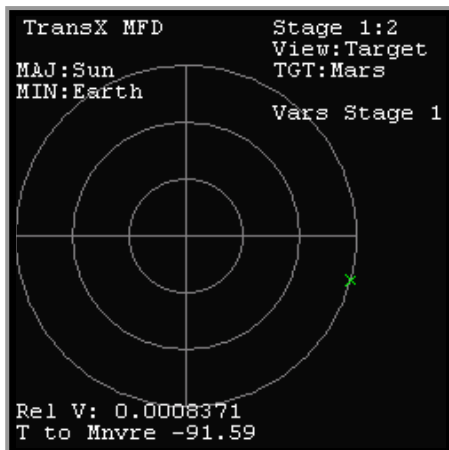 TransX MFD
Stage 1:2
View:Target
MAJ:Sun
TGT:Mars
MIN:Earth
Vars Stage 1
Rel V: 0.0008371
T to Mnvre -91.59